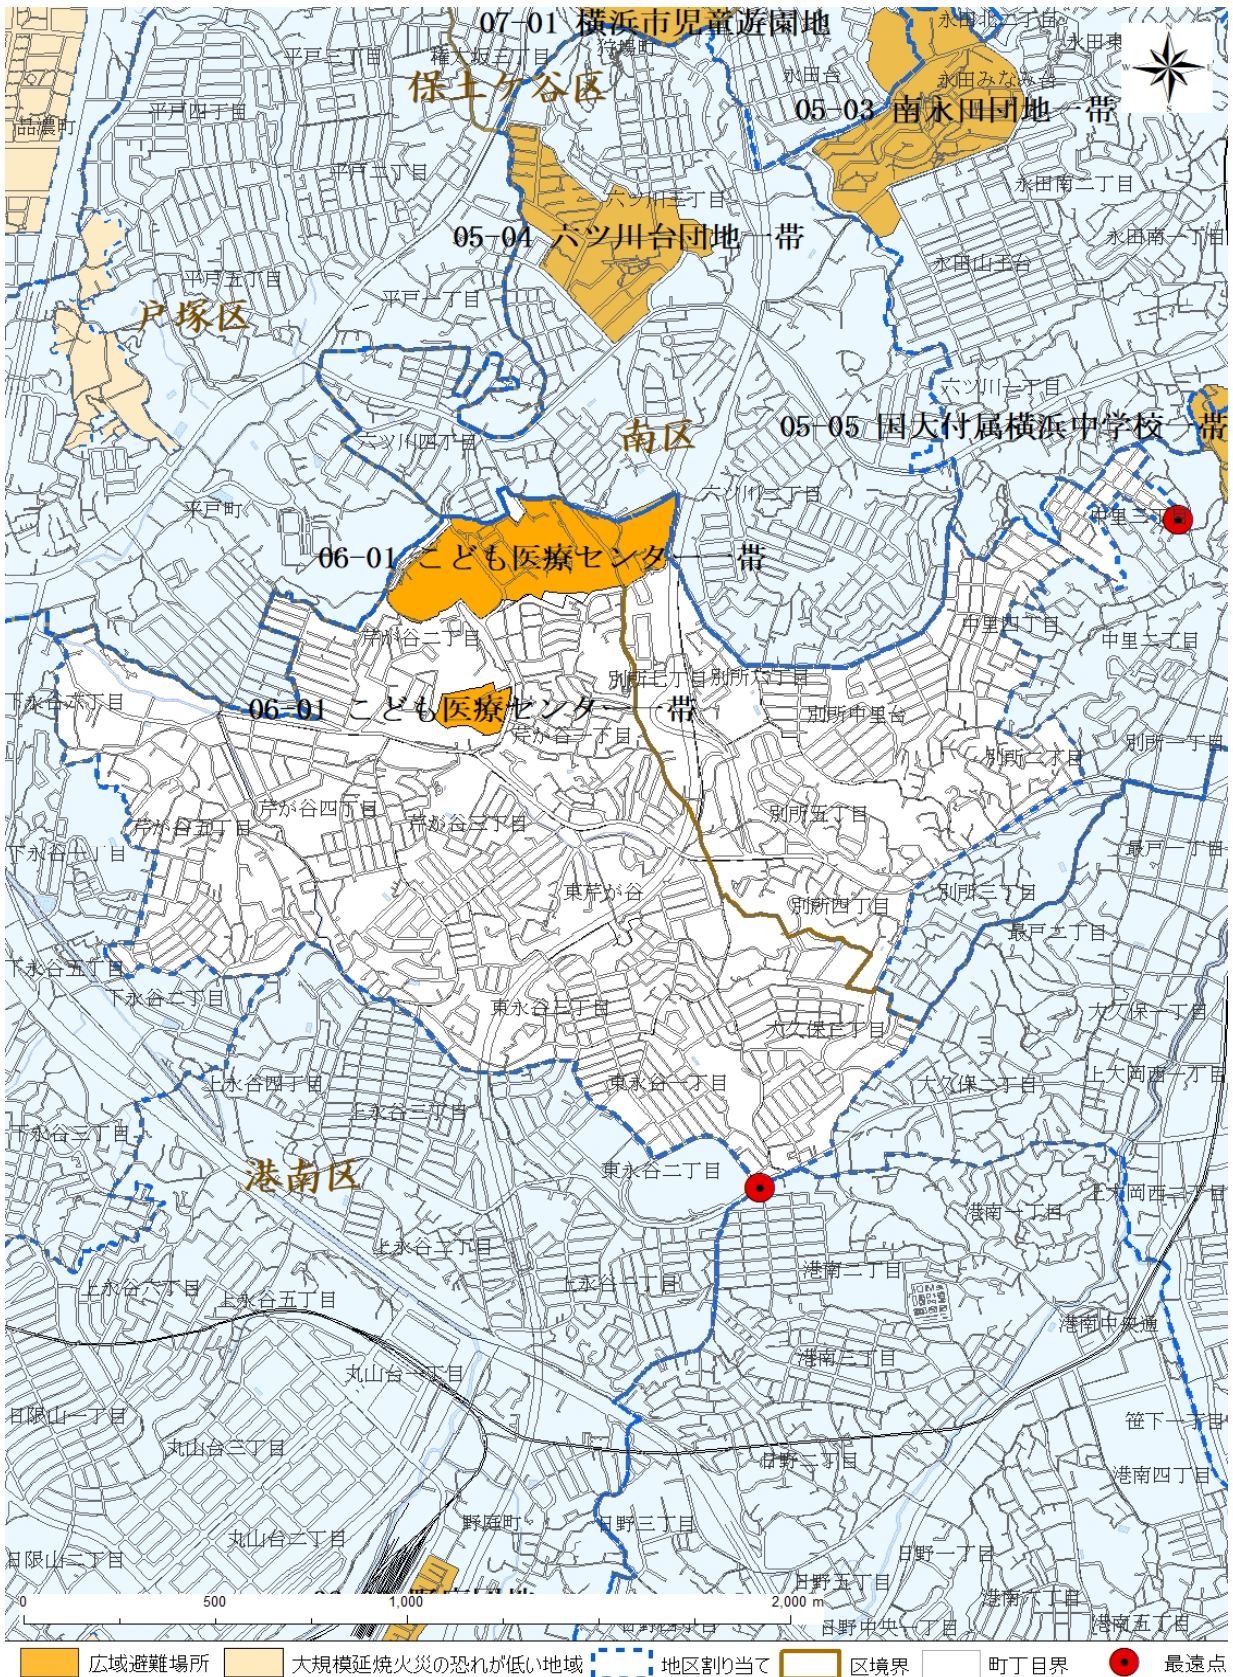 07-01 横浜市児童遊園地
永田北二丁目
平戸三丁目
権太坂三丁目
狩場町
永田東
N
W
E
S
保土ケ谷区
永田台
永田みなみ台
平戸四丁目
05-03 南永田団地一帯
品濃町
平戸二丁目
永田南二丁目
六ツ川三丁目
05-04 六ツ川台団地一帯
永田南一丁目
永田山王台
平戸五丁目
平戸一丁目
戸塚区
六ツ川一丁目
05-05 国大付属横浜中学校一帯
南区
六ツ川四丁目
六ツ川二丁目
平戸町
中里三丁目
06-01 こども医療センター一帯
中里四丁目
芹が谷二丁目
中里二丁目
別所七丁目
別所六丁目
下永谷六丁目
06-01 こども医療センター一帯
別所中里台
芹が谷一丁目
別所一丁目
別所二丁目
芹が谷四丁目
別所五丁目
芹が谷五丁目
芹が谷三丁目
下永谷一丁目
最戸一丁目
東芹が谷
別所三丁目
別所四丁目
最戸二丁目
下永谷五丁目
下永谷二丁目
東永谷三丁目
大久保一丁目
大久保三丁目
上永谷四丁目
東永谷一丁目
大久保二丁目
上大岡西一丁目
上永谷三丁目
下永谷三丁目
港南区
東永谷二丁目
上大岡西二丁目
港南一丁目
上永谷二丁目
港南二丁目
上永谷六丁目
上永谷一丁目
上永谷五丁目
港南中央通
港南三丁目
丸山台一丁目
日限山一丁目
笹下一丁目
丸山台三丁目
日野二丁目
港南四丁目
野庭町
日野三丁目
丸山台二丁目
日野一丁目
日限山二丁目
日野五丁目
港南六丁目
0
500
1,000
2,000 m
日野中央一丁目
港南五丁目
広域避難場所
大規模延焼火災の恐れが低い地域
地区割り当て
区境界
町丁目界
最遠点